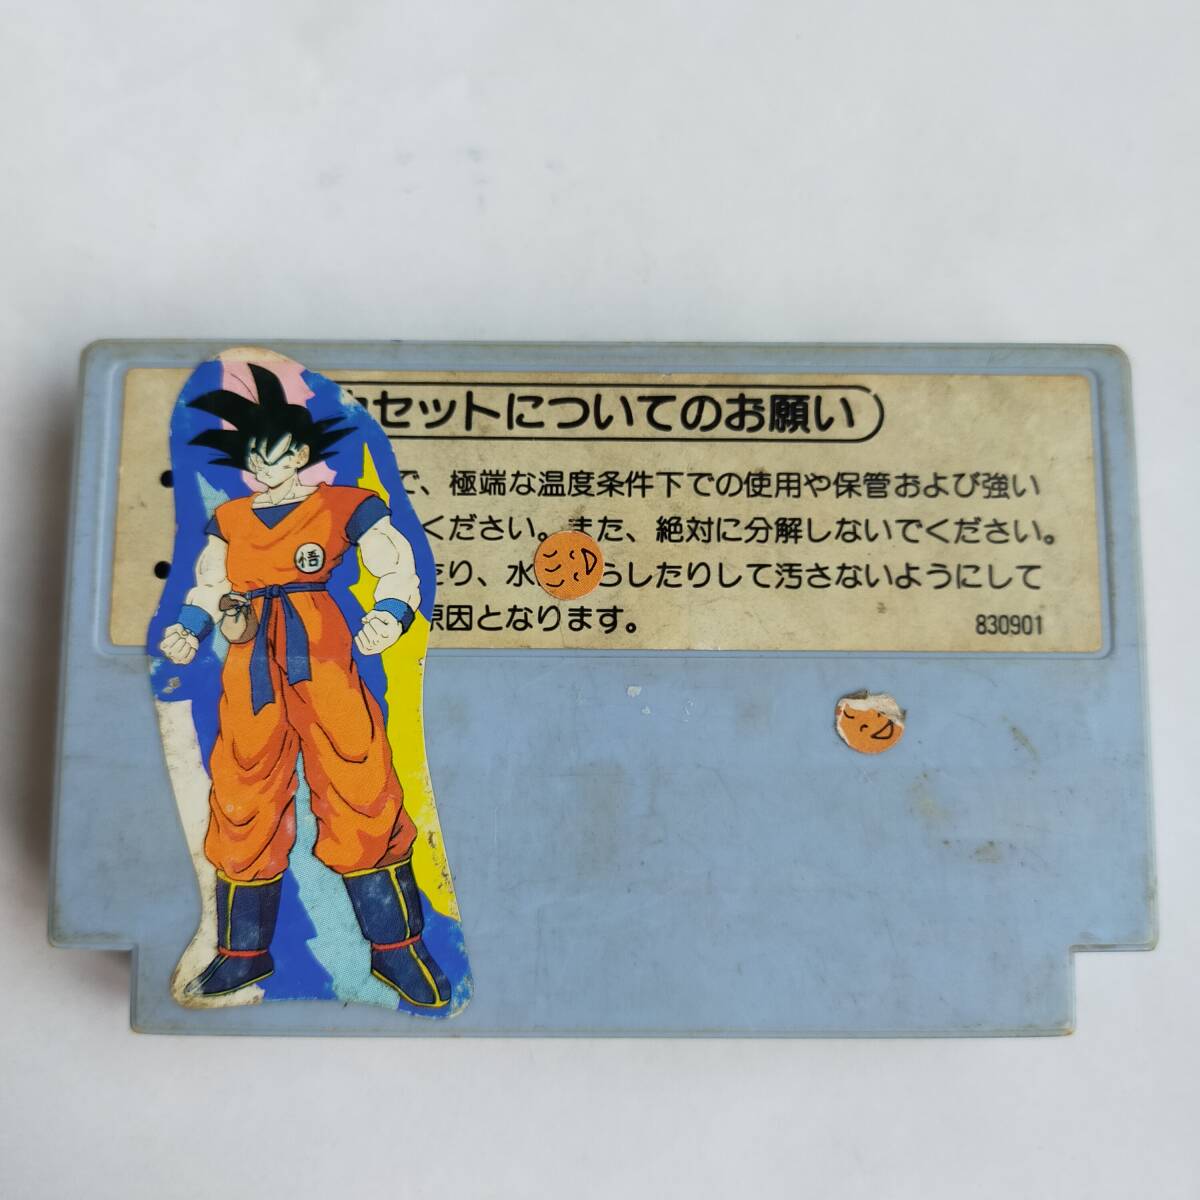 セットについてのお願い
で、極端な温度条件下での使用や保管および強い
ください。また、絶対に分解しないでください。
たり、水 らしたりして汚さないようにして
原因となります。
830901
悟